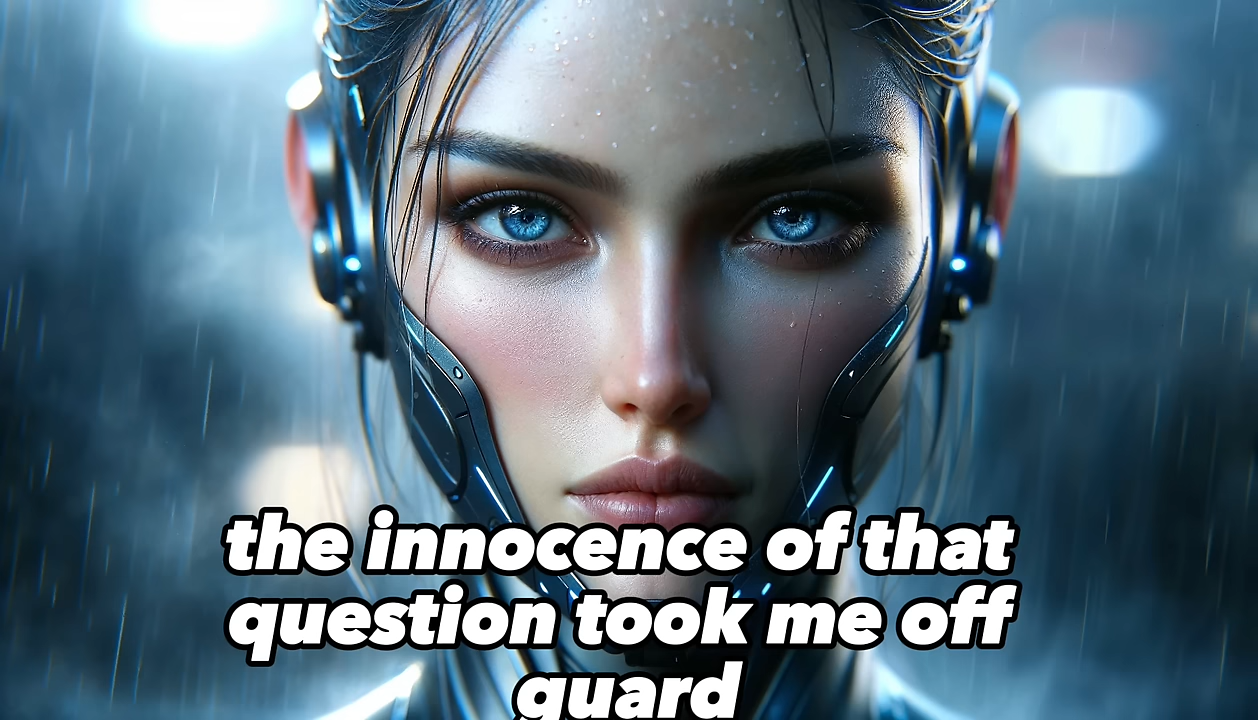 the innocence of that
question took me off
guard